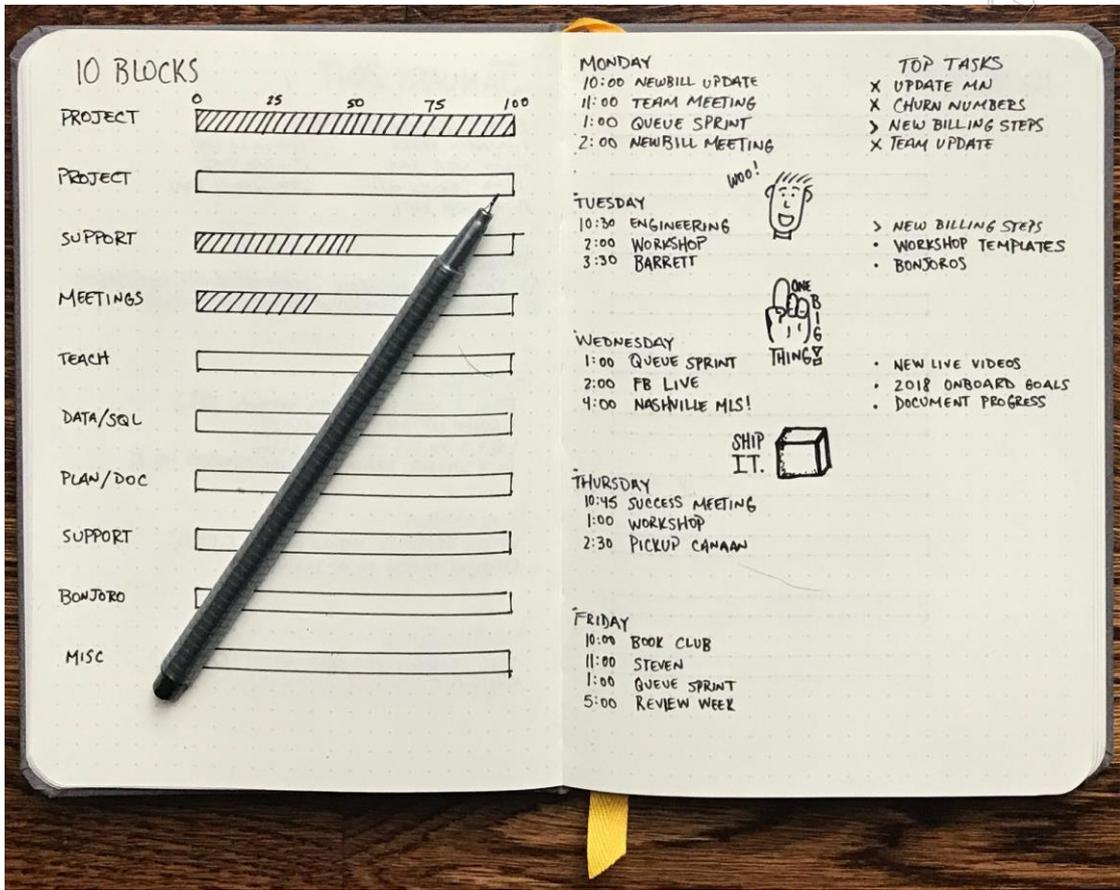 10 BLOCKS
0 25 50 75 100
PROJECT
PROJECT
SUPPORT
MEETINGS
TEACH
DATA/SQL
PLAN/DOC
SUPPORT
BONJORO
MISC
MONDAY
10:00 NEWBILL UPDATE
11:00 TEAM MEETING
1:00 QUEUE SPRINT
2:00 NEWBILL MEETING
TOP TASKS
X UPDATE MN
X CHURN NUMBERS
> NEW BILLING STEPS
X TEAM UPDATE
WOO!
TUESDAY
10:30 ENGINEERING
2:00 WORKSHOP
3:30 BARRETT
> NEW BILLING STEPS
• WORKSHOP TEMPLATES
• BONJOROS
ONE
BIG
THING!
WEDNESDAY
1:00 QUEUE SPRINT
2:00 FB LIVE
4:00 NASHVILLE MLS!
• NEW LIVE VIDEOS
• 2018 ONBOARD GOALS
• DOCUMENT PROGRESS
SHIP
IT.
THURSDAY
10:45 SUCCESS MEETING
1:00 WORKSHOP
2:30 PICKUP CANAAN
FRIDAY
10:00 BOOK CLUB
11:00 STEVEN
1:00 QUEUE SPRINT
5:00 REVIEW WEEK